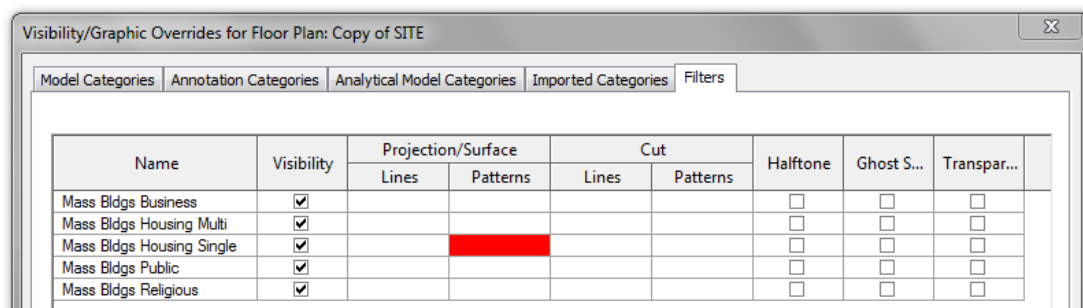 Visibility/Graphic Overrides for Floor Plan: Copy of SITE
Model Categories Annotation Categories Analytical Model Categories Imported Categories Filters
Name Visibility Projection/Surface Cut Halftone Ghost S... Transpar...
Lines Patterns Lines Patterns
Mass Bldgs Business
Mass Bldgs Housing Multi
Mass Bldgs Housing Single
Mass Bldgs Public
Mass Bldgs Religious